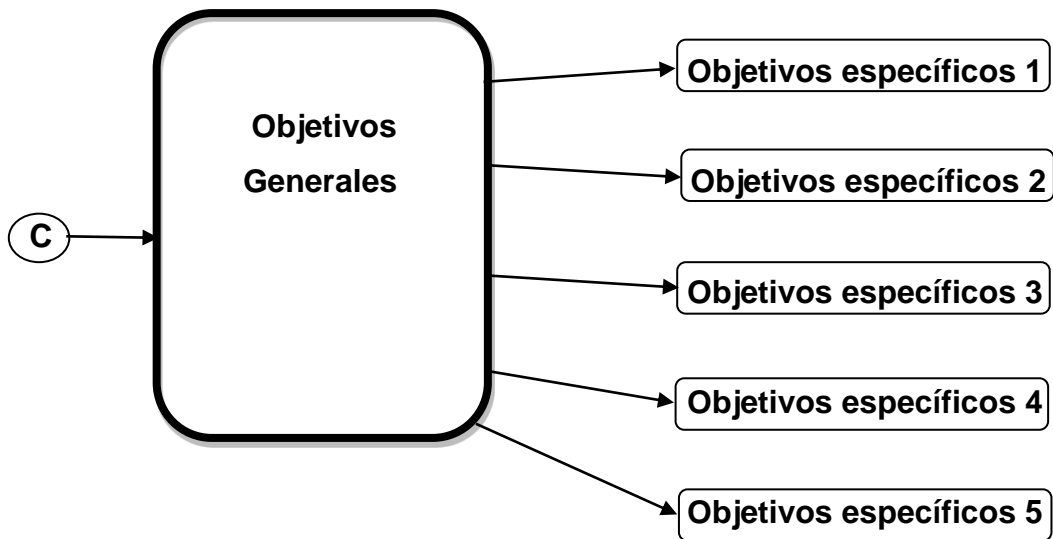 Objetivos
Generales
C
Objetivos específicos 1
Objetivos específicos 2
Objetivos específicos 3
Objetivos específicos 4
Objetivos específicos 5